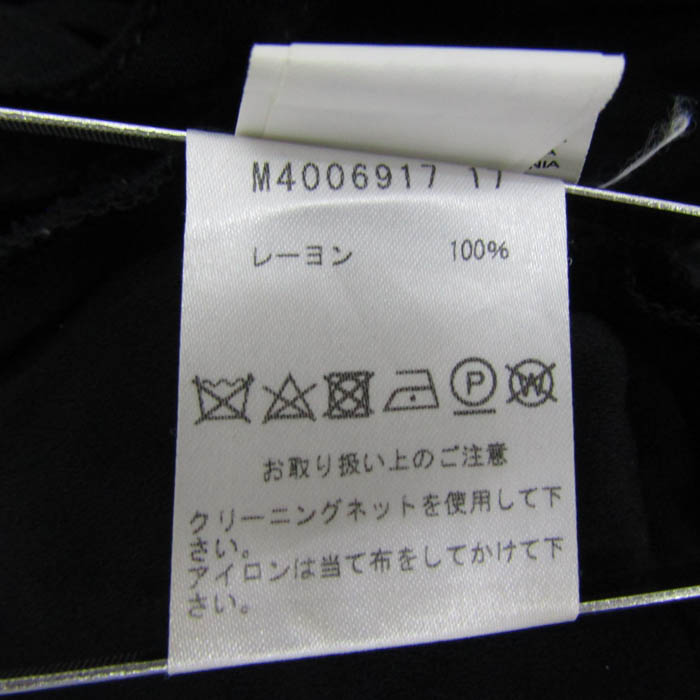 NIA
M4006917 17
レーヨン 100%
P W
お取り扱い上のご注意
クリーニングネットを使用して下
さい。
アイロンは当て布をしてかけて下
さい。